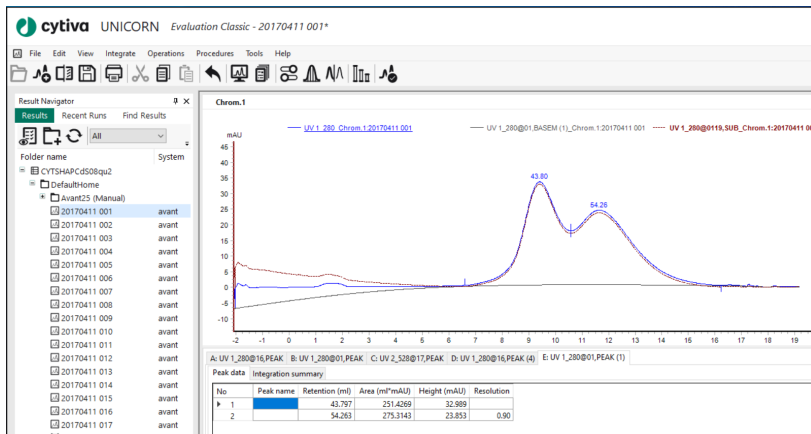 cytiva UNICORN Evaluation Classic - 20170411 001*
File Edit View Integrate Operations Procedures Tools Help
Result Navigator
Results Recent Runs Find Results
All
Folder name System
CYTSHAPCdS08qu2
DefaultHome
Avant25 (Manual)
20170411 001 avant
20170411 002 avant
20170411 003 avant
20170411 004 avant
20170411 005 avant
20170411 006 avant
20170411 007 avant
20170411 008 avant
20170411 009 avant
20170411 010 avant
20170411 011 avant
20170411 012 avant
20170411 013 avant
20170411 014 avant
20170411 015 avant
20170411 016 avant
20170411 017 avant
Chrom.1
UV 1_280_Chrom.1:20170411 001 UV 1_280@01,BASEM (1)_Chrom.1:20170411 001 UV 1_280@0119,SUB_Chrom.1:20170411 00
mAU
45
40
35
30
25
20
15
10
5
0
-5
-10
43.80
54.26
-2 -1 0 1 2 3 4 5 6 7 8 9 10 11 12 13 14 15 16 17 18 19
A: UV 1_280@16,PEAK B: UV 1_280@01,PEAK C: UV 2_528@17,PEAK D: UV 1_280@16,PEAK (4) E: UV 1_280@01,PEAK (1)
Peak data Integration summary
No Peak name Retention (ml) Area (ml*mAU) Height (mAU) Resolution
1 43.797 251.4269 32.989
2 54.263 275.3143 23.853 0.90